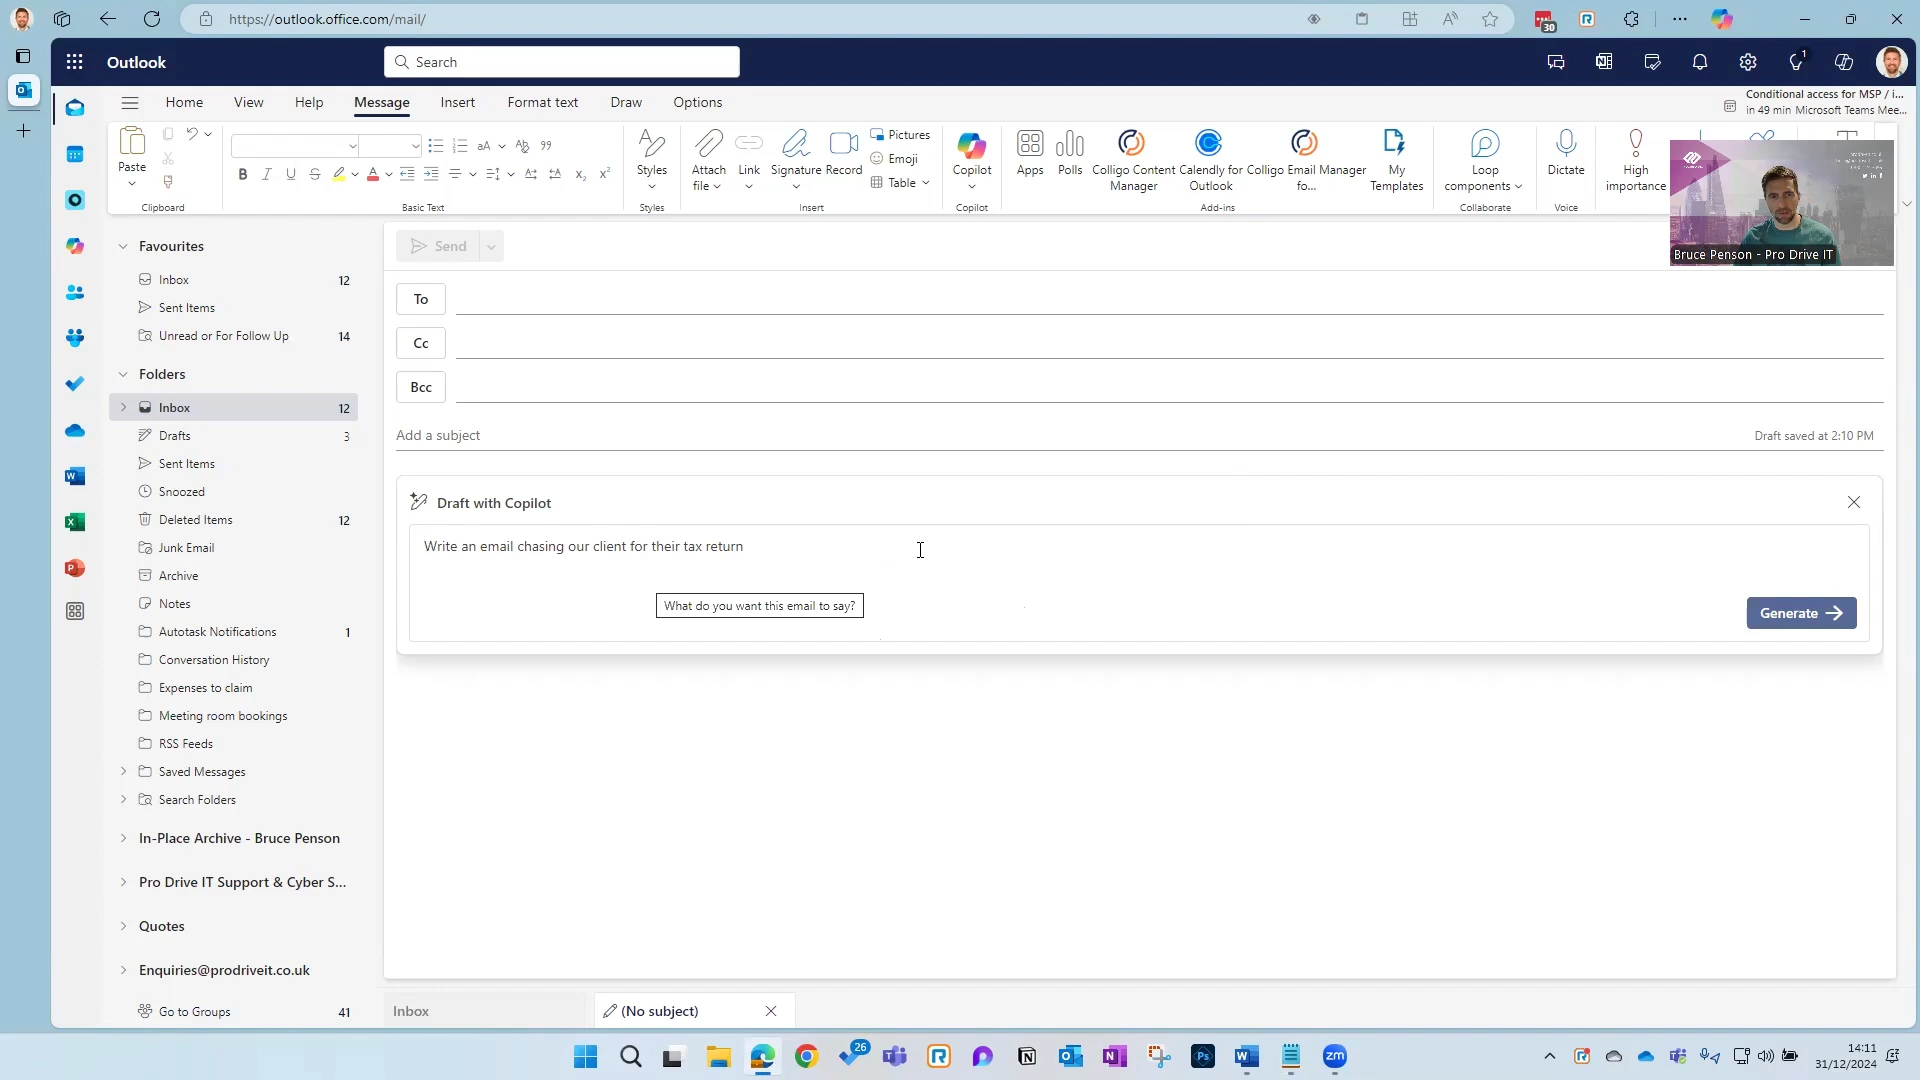 https://outlook.office.com/mail/
30
Outlook
Search
1
Home
View
Help
Message
Insert
Format text
Draw
Options
Conditional access for MSP / i...
in 49 min Microsoft Teams Mee...
Paste
Clipboard
B I U S
Basic Text
Styles
Styles
Attach file
Link
Signature
Record
Pictures
Emoji
Table
Insert
Copilot
Copilot
Apps
Polls
Colligo Content Manager
Calendly for Outlook
Colligo Email Manager fo...
My Templates
Add-ins
Loop components
Collaborate
Dictate
Voice
High importance
Bruce Penson - Pro Drive IT
Favourites
Inbox 12
Sent Items
Unread or For Follow Up 14
Folders
Inbox 12
Drafts 3
Sent Items
Snoozed
Deleted Items 12
Junk Email
Archive
Notes
Autotask Notifications 1
Conversation History
Expenses to claim
Meeting room bookings
RSS Feeds
Saved Messages
Search Folders
In-Place Archive - Bruce Penson
Pro Drive IT Support & Cyber S...
Quotes
Enquiries@prodriveit.co.uk
Go to Groups 41
Send
To
Cc
Bcc
Add a subject
Draft saved at 2:10 PM
Draft with Copilot
Write an email chasing our client for their tax return
What do you want this email to say?
Generate
Inbox
(No subject)
26
zm
14:11
31/12/2024